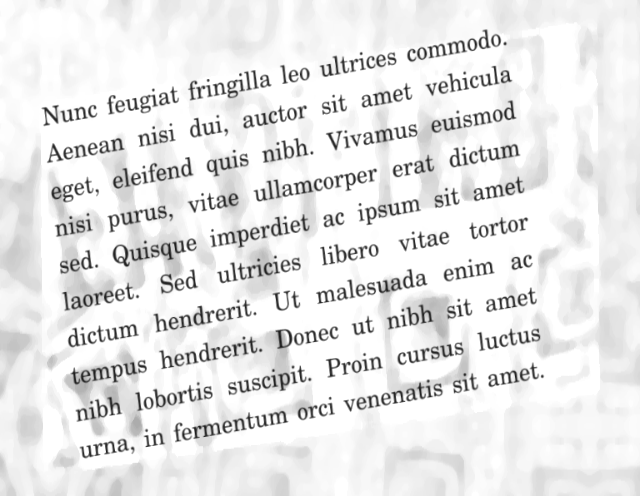 Nunc feugiat fringilla leo ultrices commodo.
Aenean nisi dui, auctor sit amet vehicula
eget, eleifend quis nibh. Vivamus euismod
nisi purus, vitae ullamcorper erat dictum
sed. Quisque imperdiet ac ipsum sit amet
laoreet. Sed ultricies libero vitae tortor
dictum hendrerit. Ut malesuada enim ac
tempus hendrerit. Donec ut nibh sit amet
nibh lobortis suscipit. Proin cursus luctus
urna, in fermentum orci venenatis sit amet.